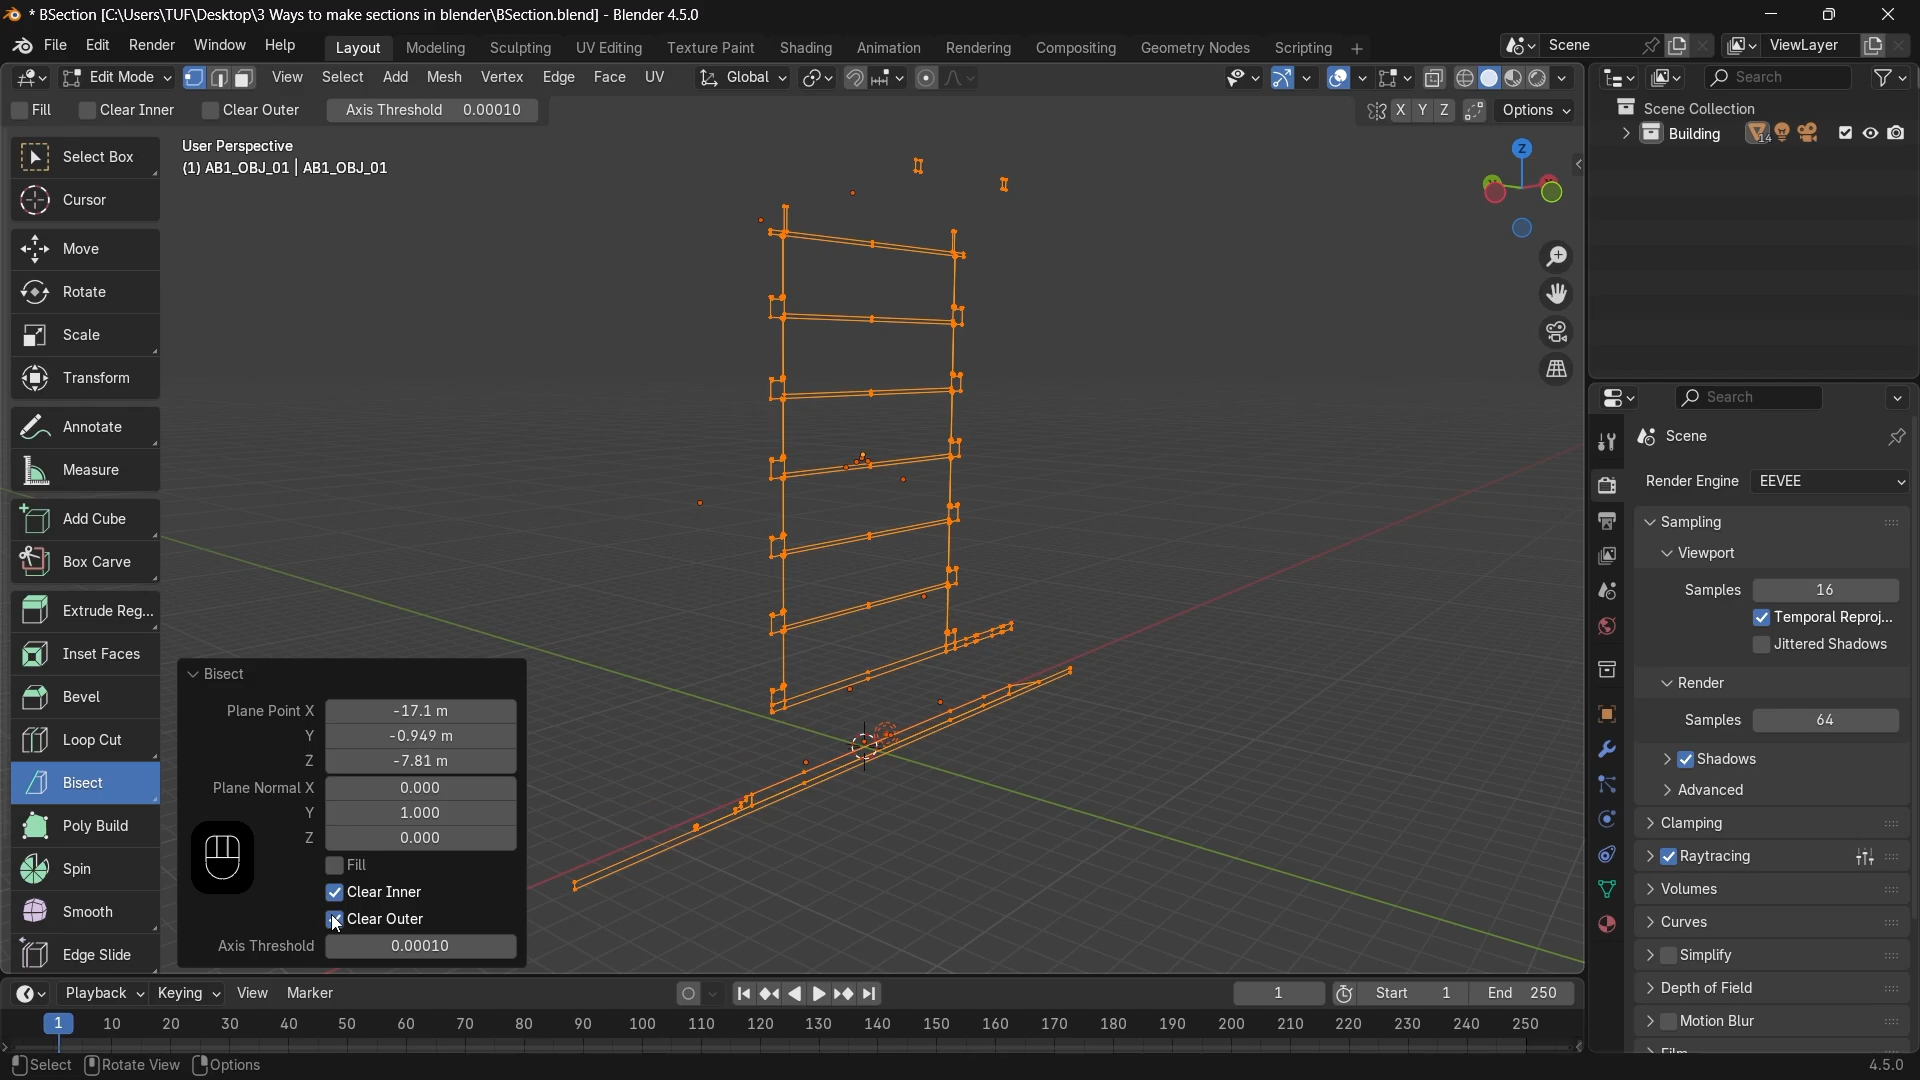 * BSection [C:\Users\TUF\Desktop\3 Ways to make sections in blender\BSection.blend] - Blender 4.5.0
File Edit Render Window Help Layout Modeling Sculpting UV Editing Texture Paint Shading Animation Rendering Compositing Geometry Nodes Scripting + Scene ViewLayer
Edit Mode View Select Add Mesh Vertex Edge Face UV Global Search
Fill Clear Inner Clear Outer Axis Threshold 0.00010 X Y Z Options
Scene Collection
Building 14
User Perspective
(1) AB1_OBJ_01 | AB1_OBJ_01
Z
Select Box
Cursor
Move
Rotate
Scale
Transform
Annotate
Measure
Add Cube
Box Carve
Extrude Reg...
Inset Faces
Bevel
Loop Cut
Bisect
Poly Build
Spin
Smooth
Edge Slide
Bisect
Plane Point X -17.1 m
Y -0.949 m
Z -7.81 m
Plane Normal X 0.000
Y 1.000
Z 0.000
Fill
Clear Inner
Clear Outer
Axis Threshold 0.00010
Search
Scene
Render Engine EEVEE
Sampling
Viewport
Samples 16
Temporal Reproj...
Jittered Shadows
Render
Samples 64
Shadows
Advanced
Clamping
Raytracing
Volumes
Curves
Simplify
Depth of Field
Motion Blur
Film
Playback Keying View Marker 1 Start 1 End 250
1 10 20 30 40 50 60 70 80 90 100 110 120 130 140 150 160 170 180 190 200 210 220 230 240 250
Select Rotate View Options 4.5.0